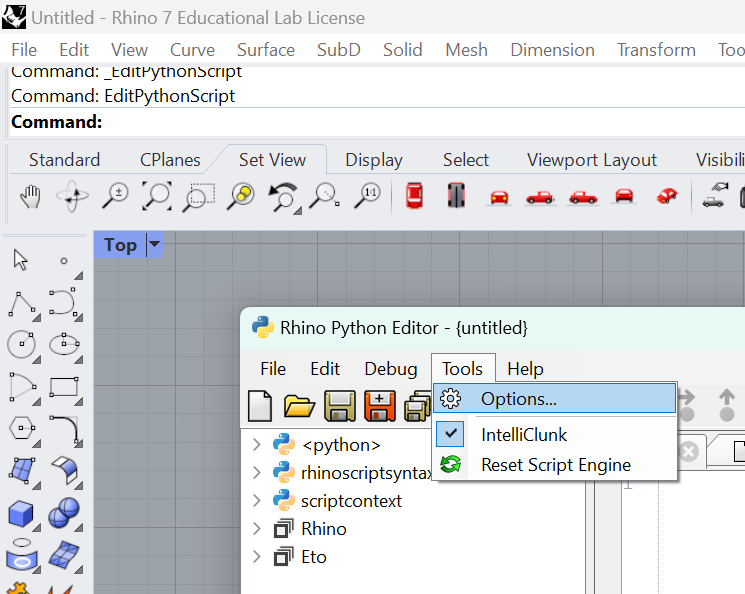 Untitled - Rhino 7 Educational Lab License
File Edit View Curve Surface SubD Solid Mesh Dimension Transform Too
Command: _EditPythonScript
Command: EditPythonScript
Command:
Standard CPlanes Set View Display Select Viewport Layout Visibili
1:1
Top
Rhino Python Editor - {untitled}
File Edit Debug Tools Help
Options...
<python>
IntelliClunk
rhinoscriptsyntax
Reset Script Engine
scriptcontext
1
Rhino
Eto